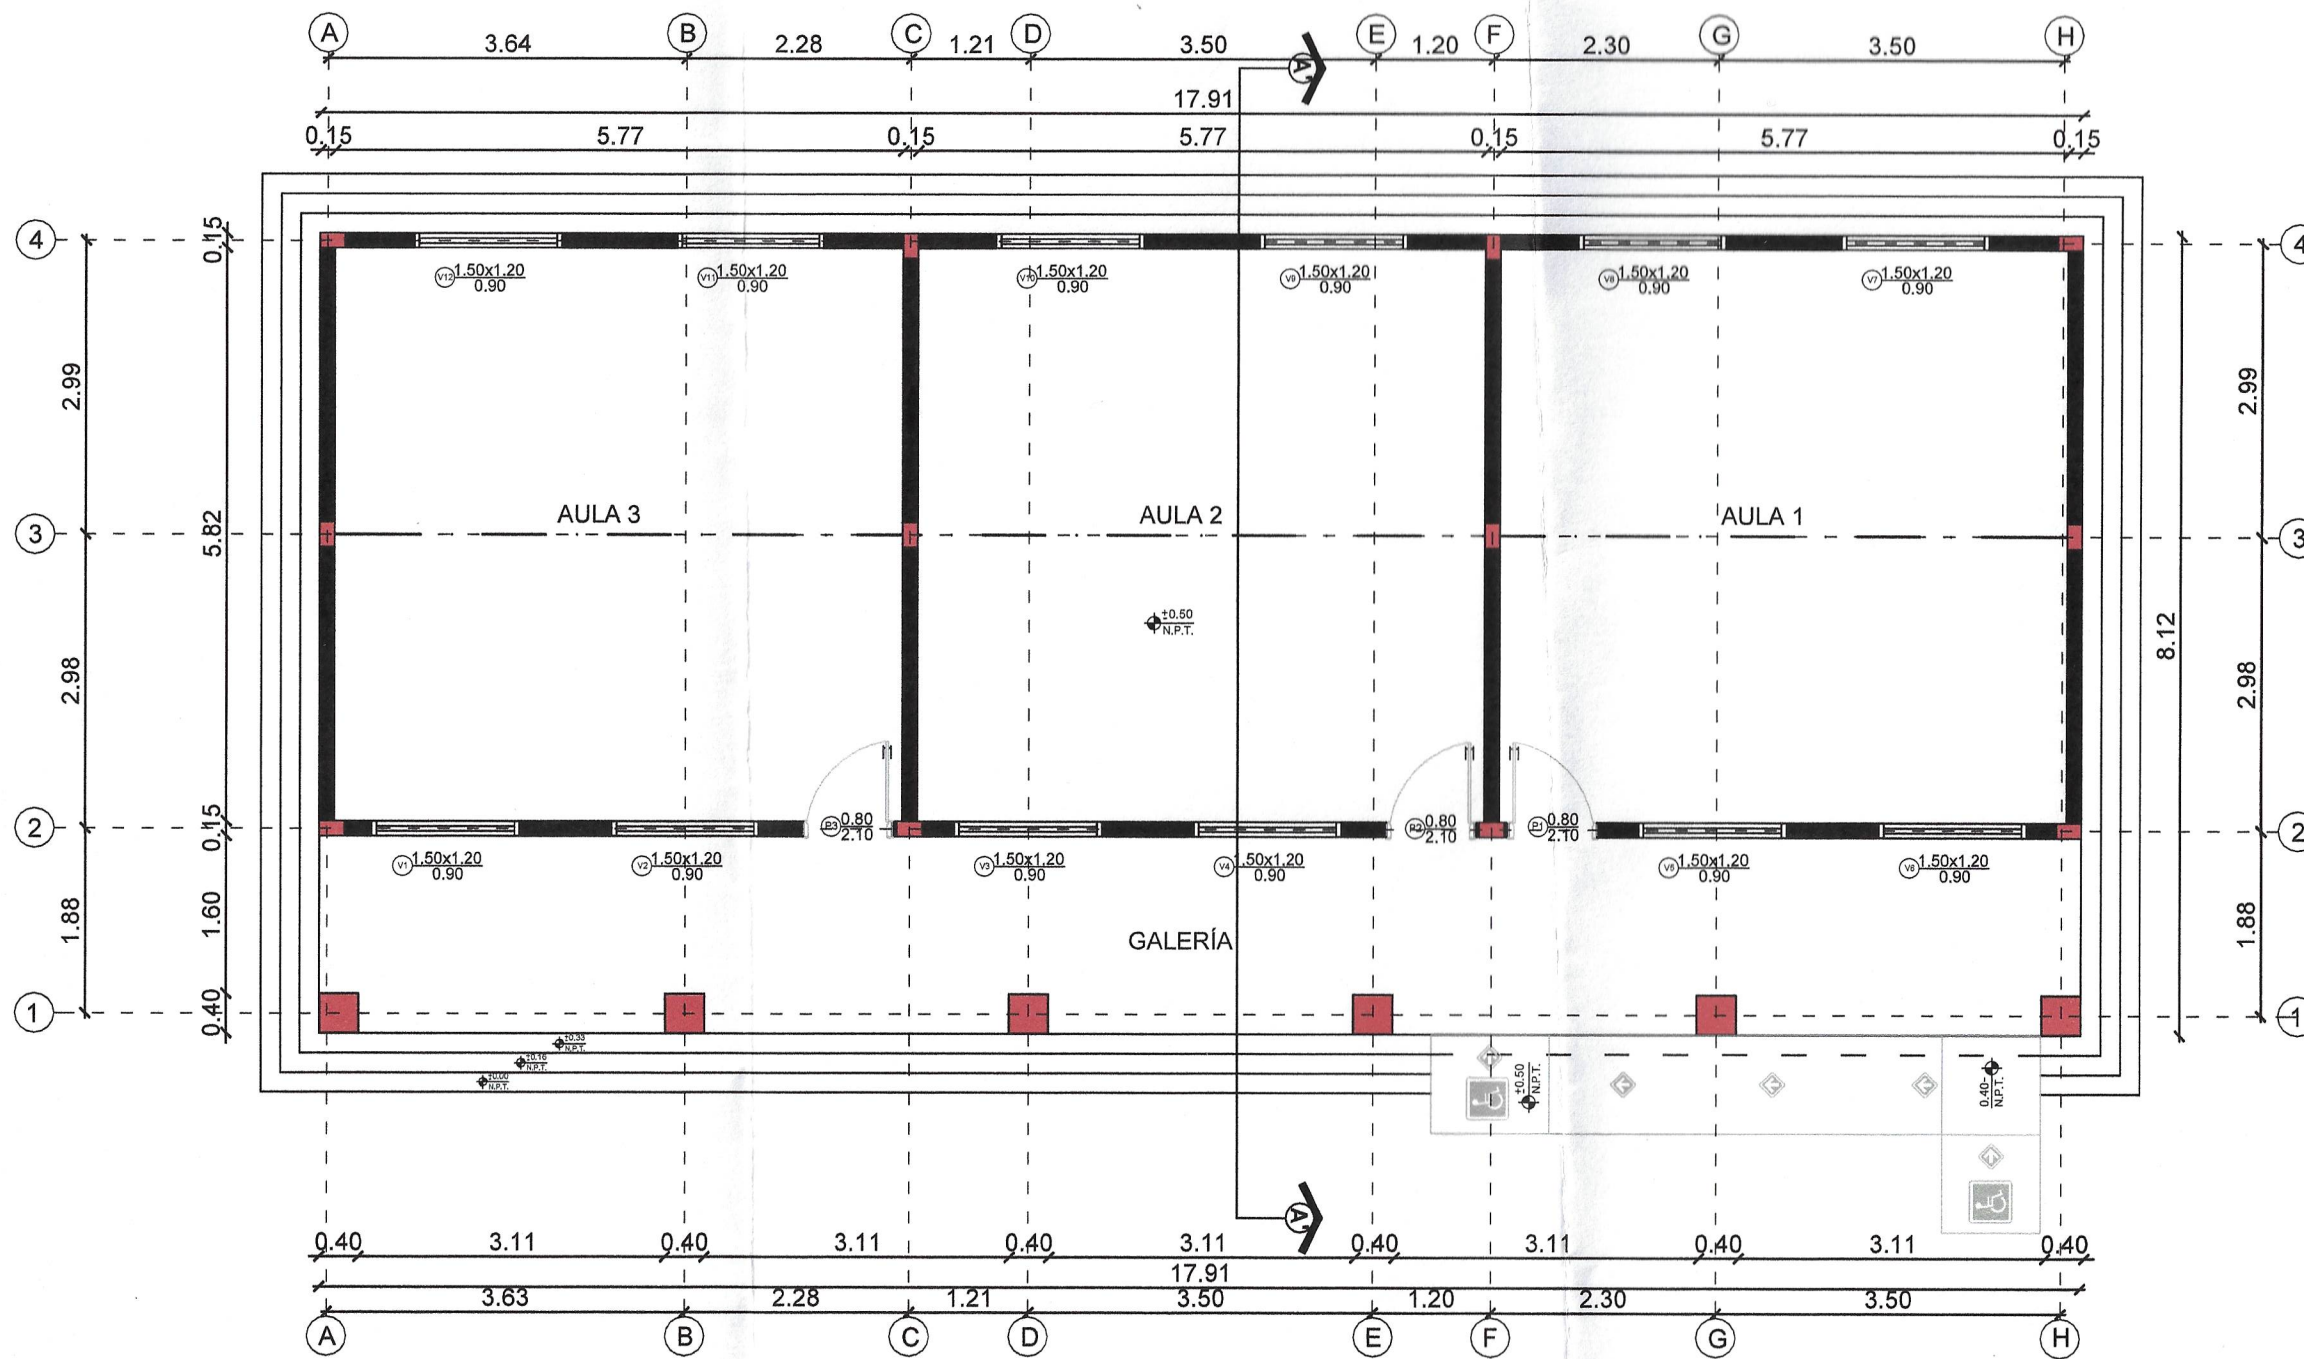 A B C D E F G H
3.64 2.28 1.21 3.50 1.20 2.30 3.50
A'
17.91
0.15 5.77 0.15 5.77 0.15 5.77 0.15
4 0.15 4
V12 1.50x1.20 V11 1.50x1.20 V10 1.50x1.20 V9 1.50x1.20 V8 1.50x1.20 V7 1.50x1.20
0.90 0.90 0.90 0.90 0.90 0.90
2.99 2.99
AULA 3 AULA 2 AULA 1
3 5.82 3
±0.50
N.P.T.
8.12
2.98 2.98
P3 0.80 P2 0.80 P1 0.80
2.10 2.10 2.10
2 0.15 2
V1 1.50x1.20 V2 1.50x1.20 V3 1.50x1.20 V4 1.50x1.20 V5 1.50x1.20 V6 1.50x1.20
0.90 0.90 0.90 0.90 0.90 0.90
1.88 1.60 1.88
GALERÍA
1 0.40 1
±0.33
N.P.T.
±0.16
N.P.T.
±0.00
N.P.T.
±0.50
N.P.T.
0.40-
N.P.T.
A'
0.40 3.11 0.40 3.11 0.40 3.11 0.40 3.11 0.40 3.11 0.40
17.91
3.63 2.28 1.21 3.50 1.20 2.30 3.50
A B C D E F G H